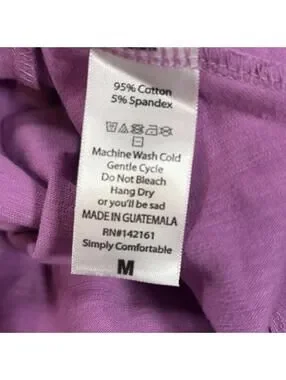 95% Cotton
5% Spandex
Machine Wash Cold
Gentle Cycle
Do Not Bleach
Hang Dry
or you'll be sad
MADE IN GUATEMALA
RN#142161
Simply Comfortable
M